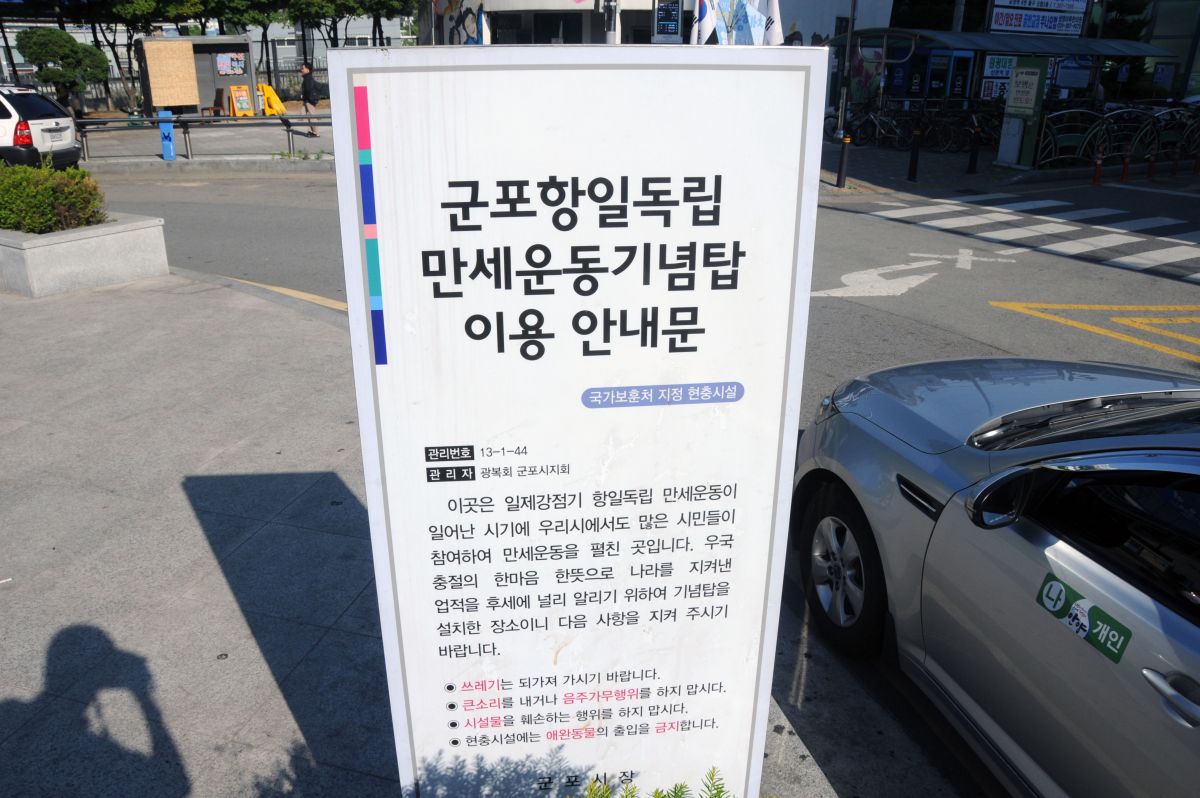 군포항일독립
만세운동기념탑
이용 안내문
국가보훈처 지정 현충시설
관리번호 13-1-44
관리자 광복회 군포시지회
이곳은 일제강점기 항일독립 만세운동이
일어난 시기에 우리시에서도 많은 시민들이
참여하여 만세운동을 펼친 곳입니다. 우국
충절의 한마음 한뜻으로 나라를 지켜낸
업적을 후세에 널리 알리기 위하여 기념탑을
설치한 장소이니 다음 사항을 지켜 주시기
바랍니다.
◉ 쓰레기는 되가져 가시기 바랍니다.
◉ 큰소리를 내거나 음주가무행위를 하지 맙시다.
◉ 시설물을 훼손하는 행위를 하지 맙시다.
◉ 현충시설에는 애완동물의 출입을 금지합니다.
군포시장
나
개인